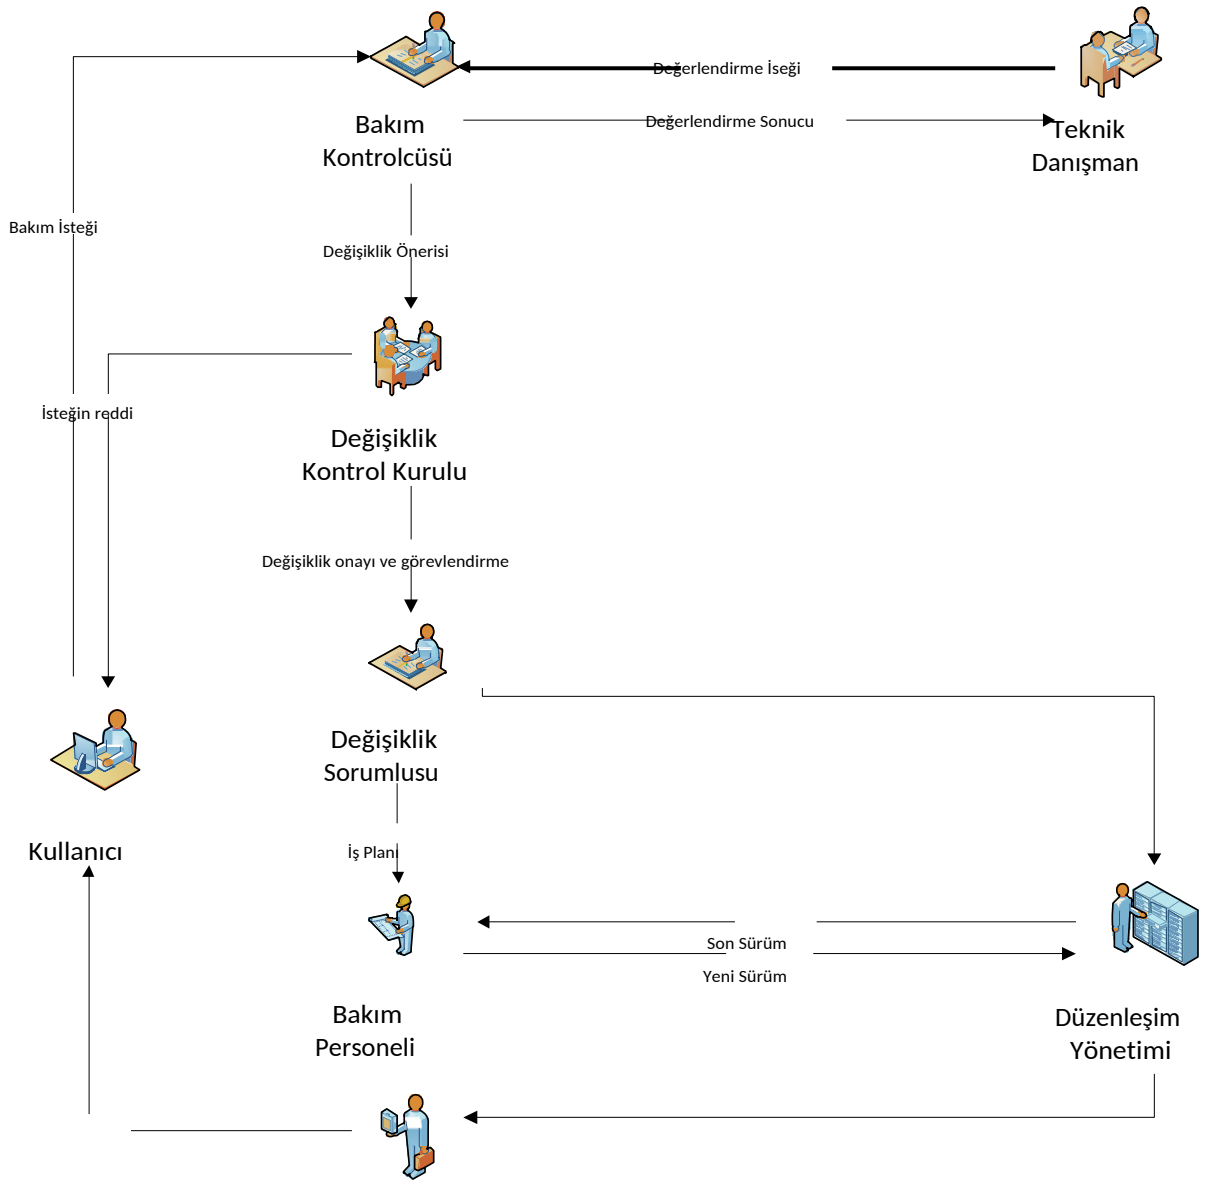 Değerlendirme İseği
Bakım
Kontrolcüsü
Değerlendirme Sonucu
Teknik
Danışman
Bakım İsteği
Değişiklik Önerisi
İsteğin reddi
Değişiklik
Kontrol Kurulu
Değişiklik onayı ve görevlendirme
Değişiklik
Sorumlusu
Kullanıcı
İş Planı
Son Sürüm
Yeni Sürüm
Bakım
Personeli
Düzenleşim
Yönetimi